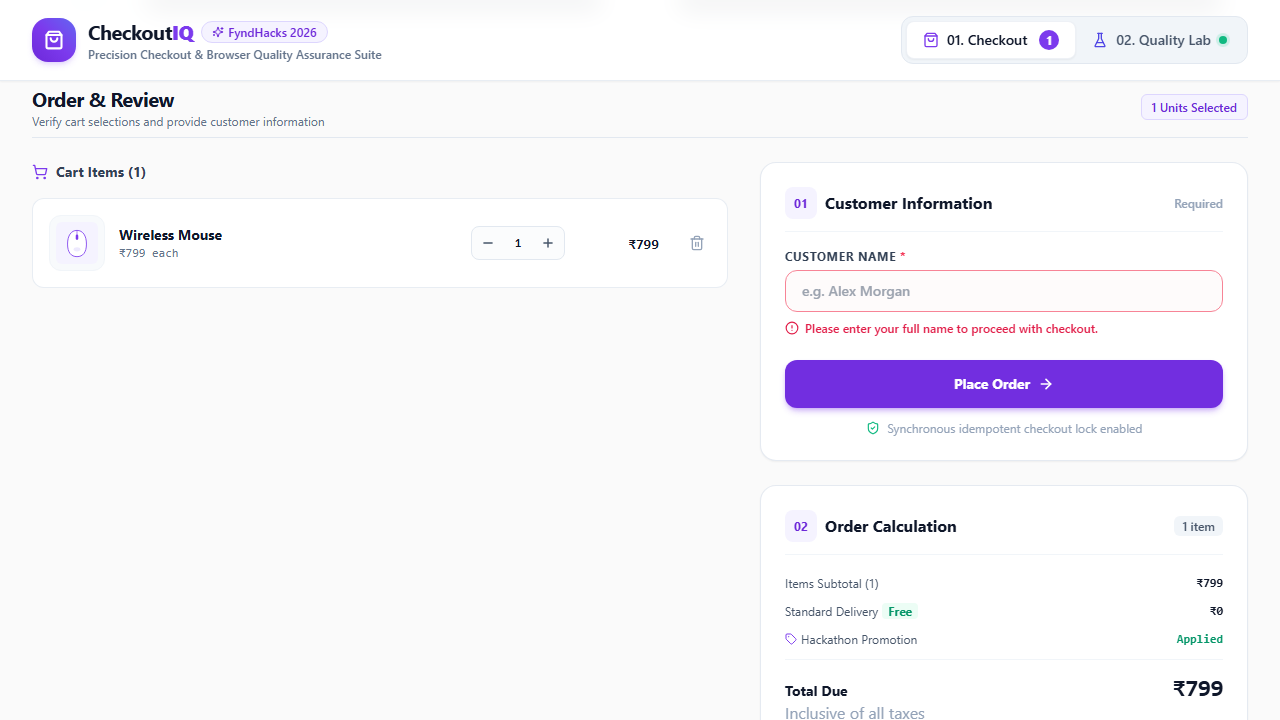 CheckoutIQ
FyndHacks 2026
Precision Checkout & Browser Quality Assurance Suite
01. Checkout 1
02. Quality Lab
Order & Review
Verify cart selections and provide customer information
1 Units Selected
Cart Items (1)
Wireless Mouse
₹799 each
1
₹799
01 Customer Information
Required
CUSTOMER NAME *
e.g. Alex Morgan
Please enter your full name to proceed with checkout.
Place Order
Synchronous idempotent checkout lock enabled
02 Order Calculation
1 item
Items Subtotal (1) ₹799
Standard Delivery Free ₹0
Hackathon Promotion Applied
Total Due ₹799
Inclusive of all taxes